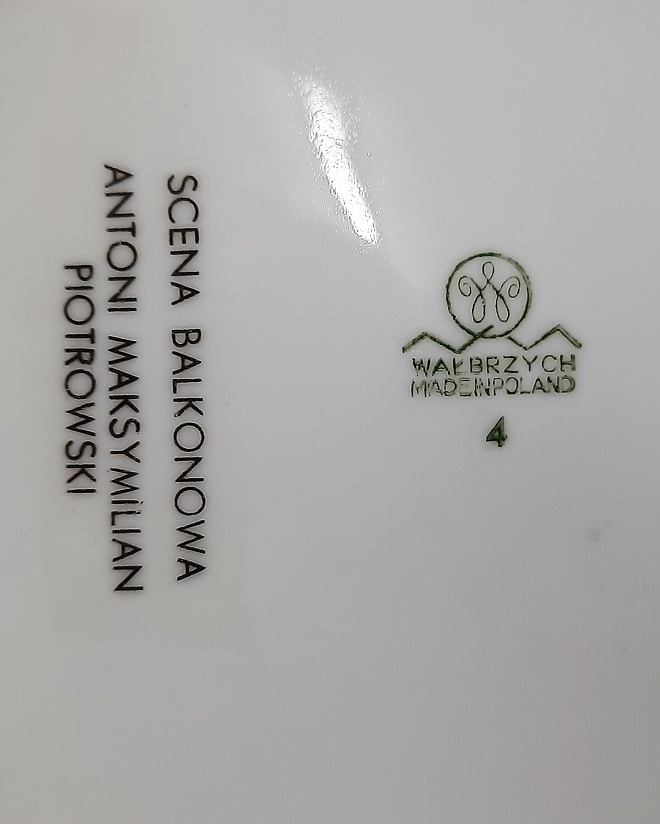 SCENA BALKONOWA
ANTONI MAKSYMILIAN
PIOTROWSKI
W
WAŁBRZYCH
MADE IN POLAND
4